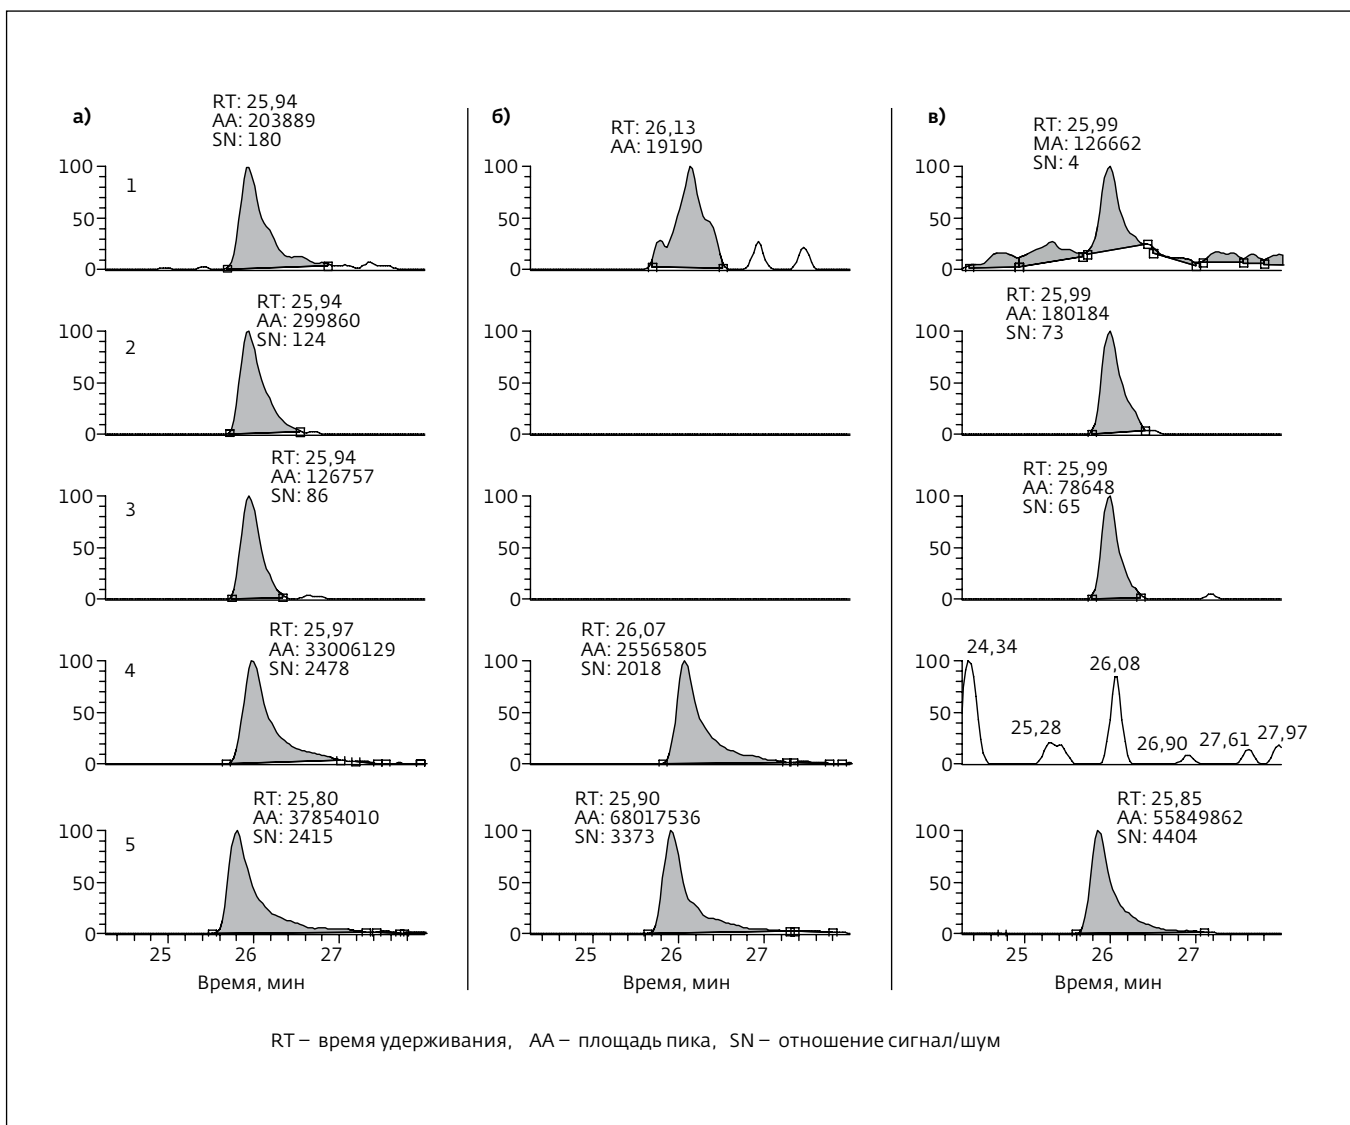 а)
RT: 25,94
AA: 203889
SN: 180
1
100
50
0
RT: 25,94
AA: 299860
SN: 124
2
100
50
0
RT: 25,94
AA: 126757
SN: 86
3
100
50
0
RT: 25,97
AA: 33006129
SN: 2478
4
100
50
0
RT: 25,80
AA: 37854010
SN: 2415
5
100
50
0
25 26 27
Время, мин
б)
RT: 26,13
AA: 19190
100
50
0
100
50
0
100
50
0
RT: 26,07
AA: 25565805
SN: 2018
100
50
0
RT: 25,90
AA: 68017536
SN: 3373
100
50
0
25 26 27
Время, мин
в)
RT: 25,99
MA: 126662
SN: 4
100
50
0
RT: 25,99
AA: 180184
SN: 73
100
50
0
RT: 25,99
AA: 78648
SN: 65
100
50
0
24,34
26,08
25,28
26,90
27,61
27,97
100
50
0
RT: 25,85
AA: 55849862
SN: 4404
100
50
0
25 26 27
Время, мин
RT – время удерживания, AA – площадь пика, SN – отношение сигнал/шум